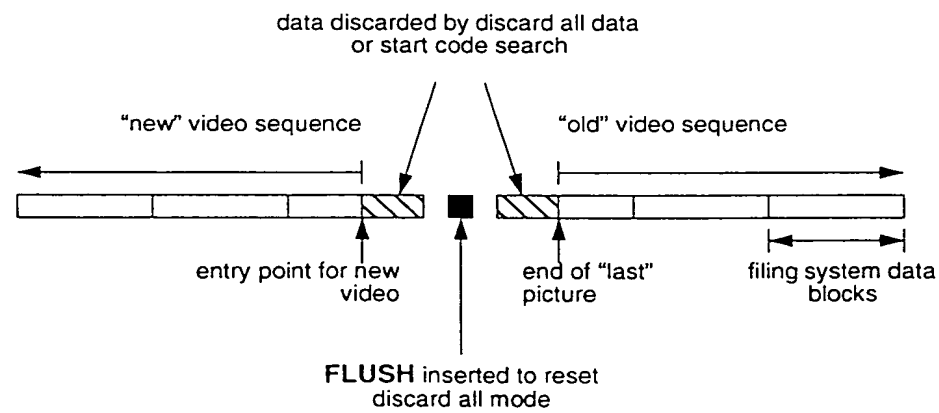 data discarded by discard all data
or start code search
“new” video sequence
“old” video sequence
entry point for new
video
end of “last”
picture
filing system data
blocks
FLUSH inserted to reset
discard all mode